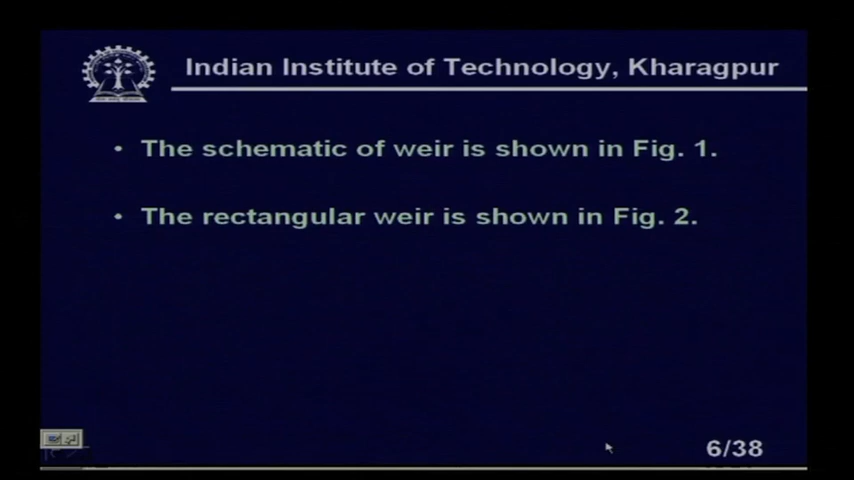 Indian Institute of Technology, Kharagpur
• The schematic of weir is shown in Fig. 1.
• The rectangular weir is shown in Fig. 2.
6/38